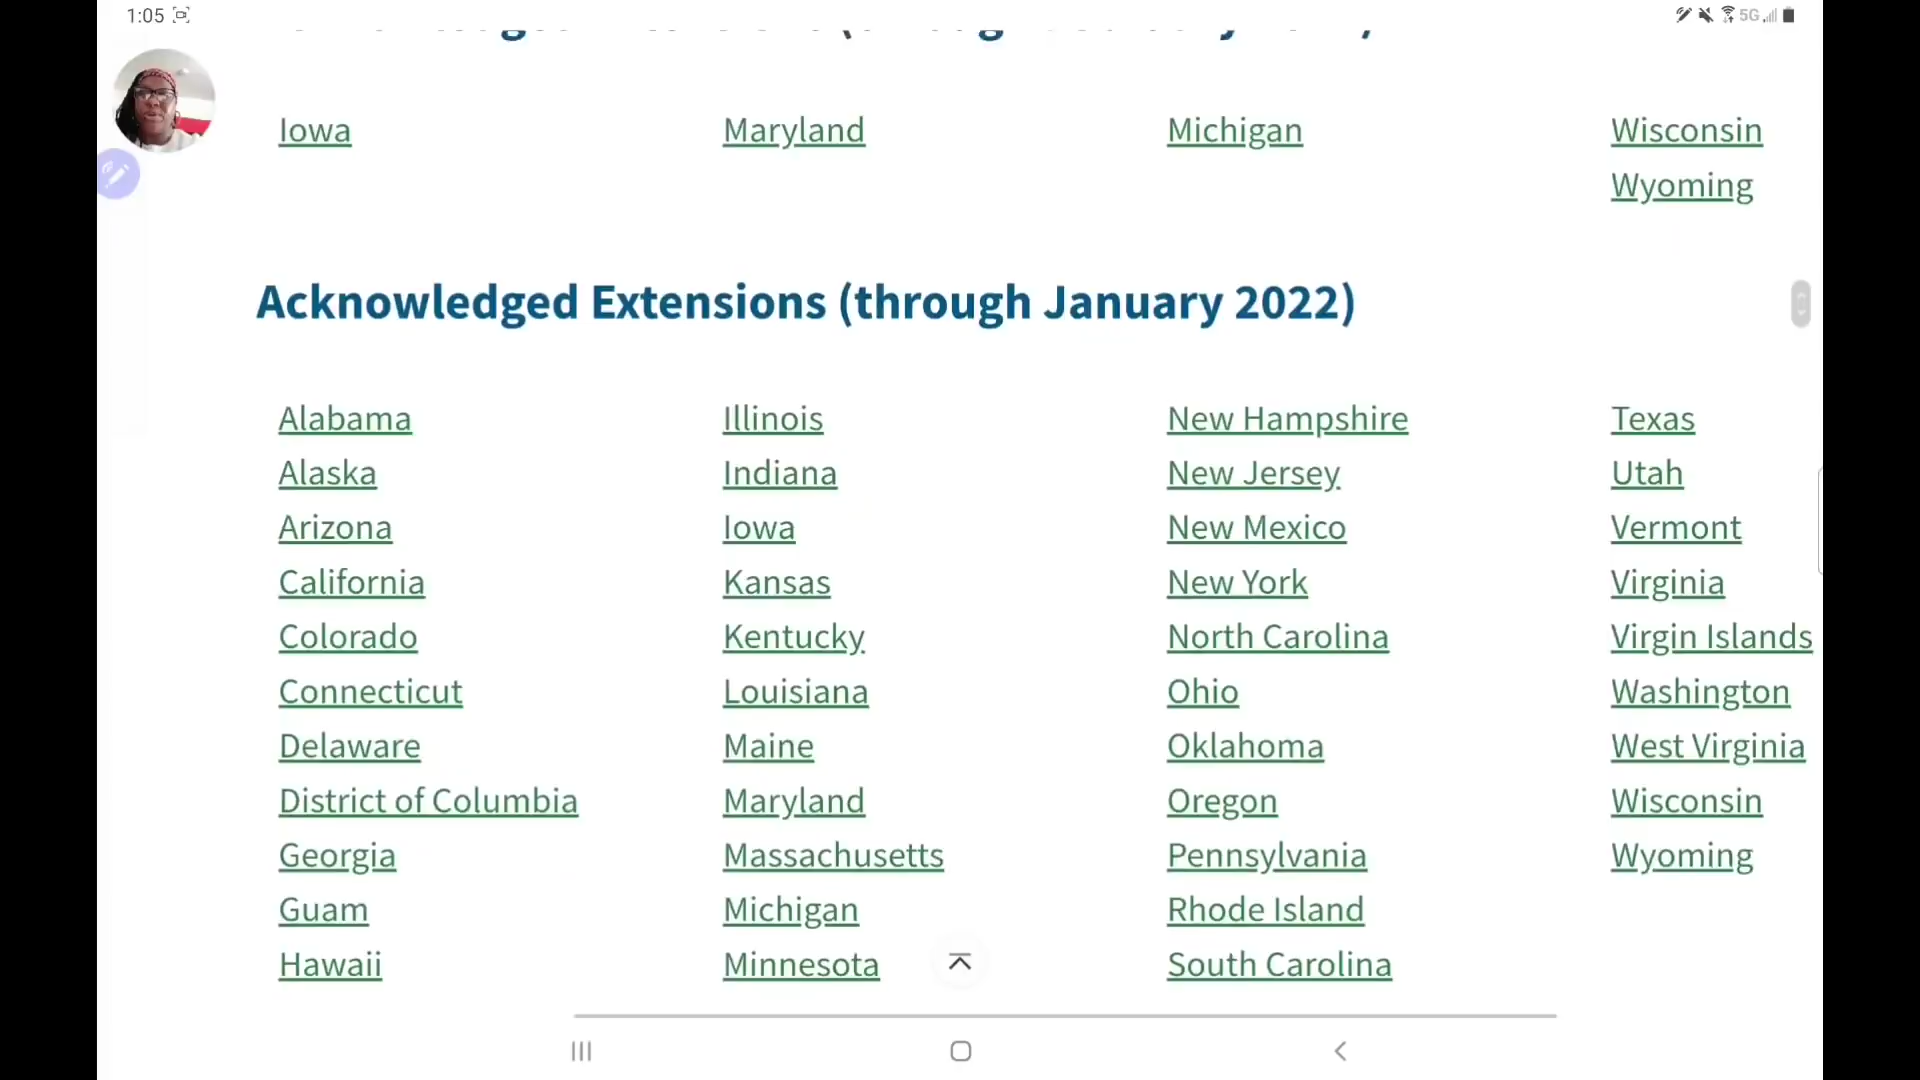 1:05
5G
Iowa
Maryland
Michigan
Wisconsin
Wyoming
Acknowledged Extensions (through January 2022)
Alabama
Alaska
Arizona
California
Colorado
Connecticut
Delaware
District of Columbia
Georgia
Guam
Hawaii
Illinois
Indiana
Iowa
Kansas
Kentucky
Louisiana
Maine
Maryland
Massachusetts
Michigan
Minnesota
New Hampshire
New Jersey
New Mexico
New York
North Carolina
Ohio
Oklahoma
Oregon
Pennsylvania
Rhode Island
South Carolina
Texas
Utah
Vermont
Virginia
Virgin Islands
Washington
West Virginia
Wisconsin
Wyoming